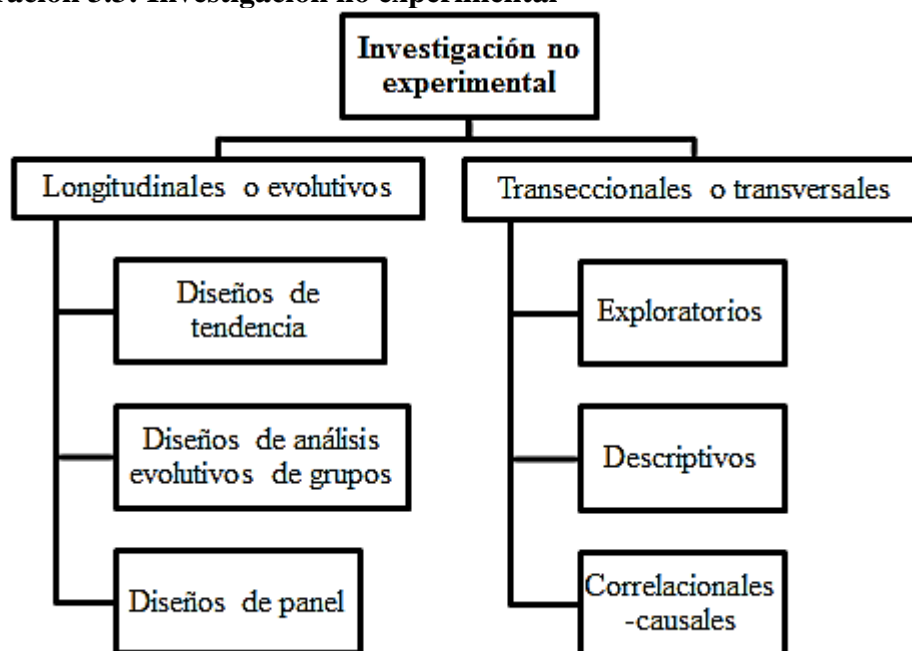 ración 3.3: Investigación no experimental
Investigación no
experimental
Longitudinales o evolutivos
Transeccionales o transversales
Diseños de
tendencia
Exploratorios
Diseños de análisis
evolutivos de grupos
Descriptivos
Diseños de panel
Correlacionales
-causales